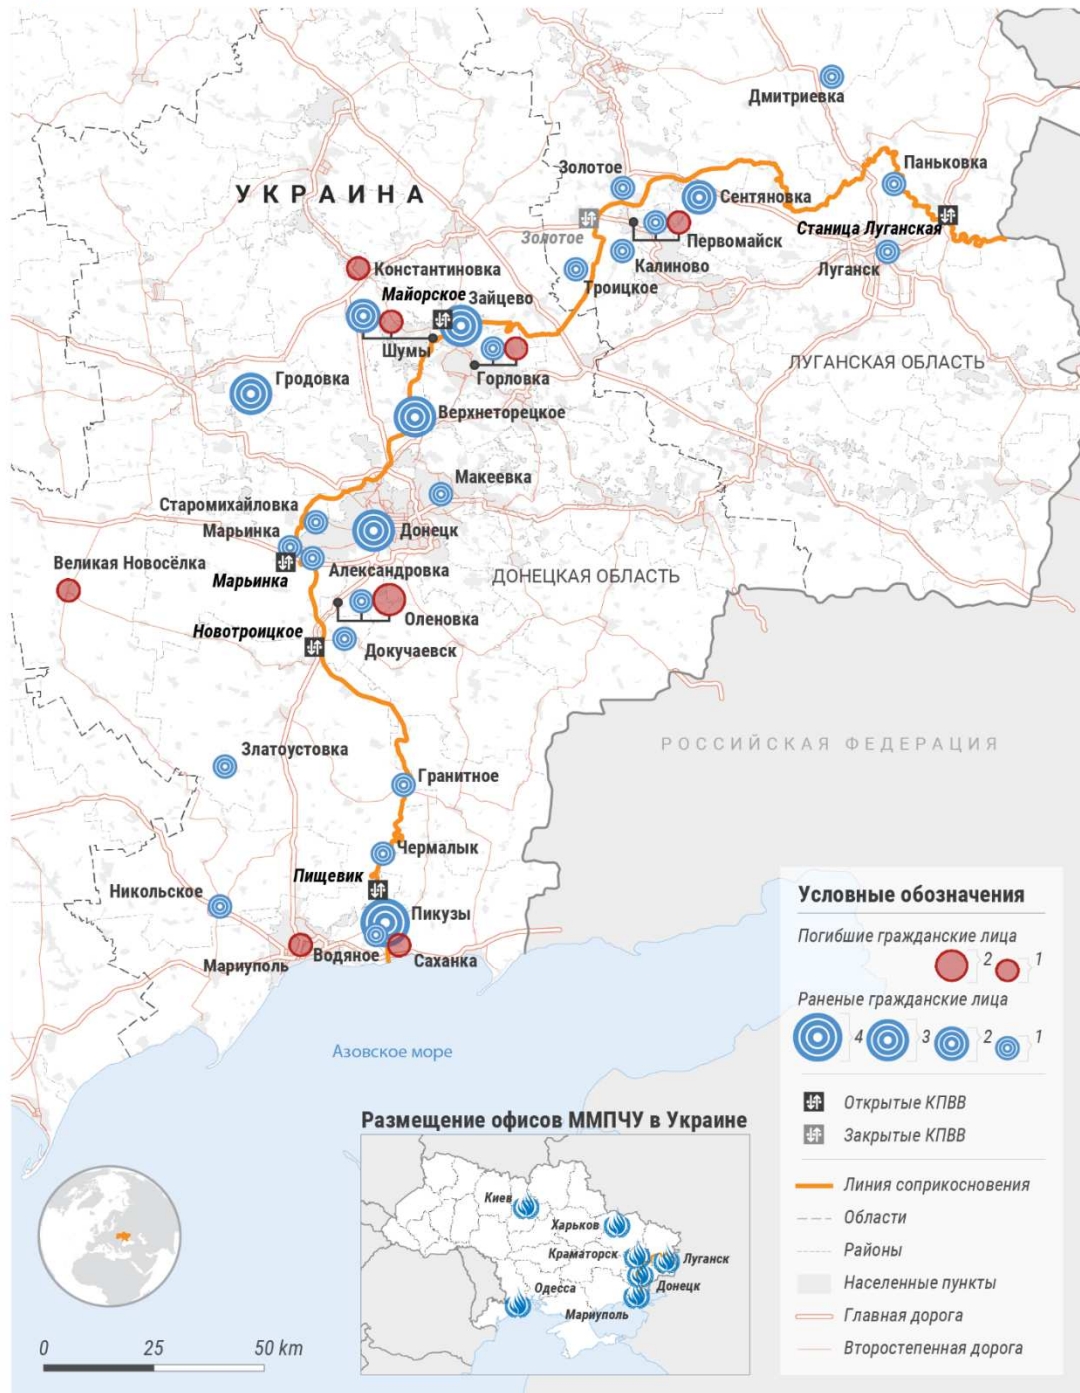 Дмитриевка
Золотое
Паньковка
УКРАИНА
Сентяновка
Станица Луганская
Золотое
Первомайск
Константиновка
Калиново
Луганск
Троицкое
Майорское
Зайцево
Шумы
Горловка
ЛУГАНСКАЯ ОБЛАСТЬ
Гродовка
Верхнеторецкое
Макеевка
Старомихайловка
Марьинка
Донецк
Великая Новосёлка
Марьинка
Александровка
ДОНЕЦКАЯ ОБЛАСТЬ
Оленовка
Новотроицкое
Докучаевск
РОССИЙСКАЯ ФЕДЕРАЦИЯ
Златоустовка
Гранитное
Чермалык
Пищевик
Никольское
Пикузы
Мариуполь
Водяное
Саханка
Азовское море
Условные обозначения
Погибшие гражданские лица
2 1
Раненые гражданские лица
4 3 2 1
Открытые КПВВ
Закрытые КПВВ
Линия соприкосновения
Области
Районы
Населенные пункты
Главная дорога
Второстепенная дорога
Размещение офисов ММПЧУ в Украине
Киев
Харьков
Краматорск
Луганск
Донецк
Одесса
Мариуполь
0 25 50 km